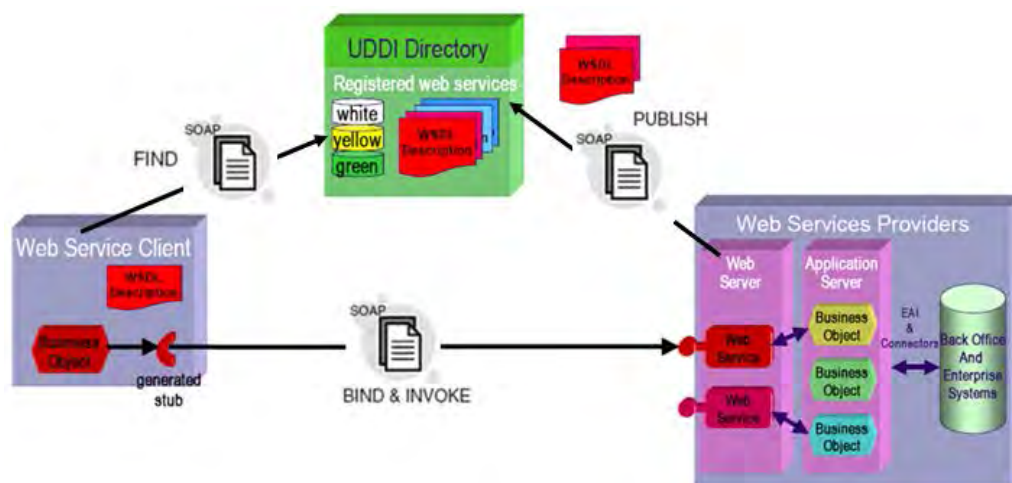 UDDI Directory
Registered web services
white
yellow
green
WSDL
Description
n
WSDL
Description
SOAP
FIND
SOAP
PUBLISH
Web Service Client
WSDL
Description
Business
Object
generated
stub
SOAP
BIND & INVOKE
Web Services Providers
Web
Server
Application
Server
Web
Service
Web
Service
Business
Object
Business
Object
Business
Object
EAI
&
Connectors
Back Office
And
Enterprise
Systems